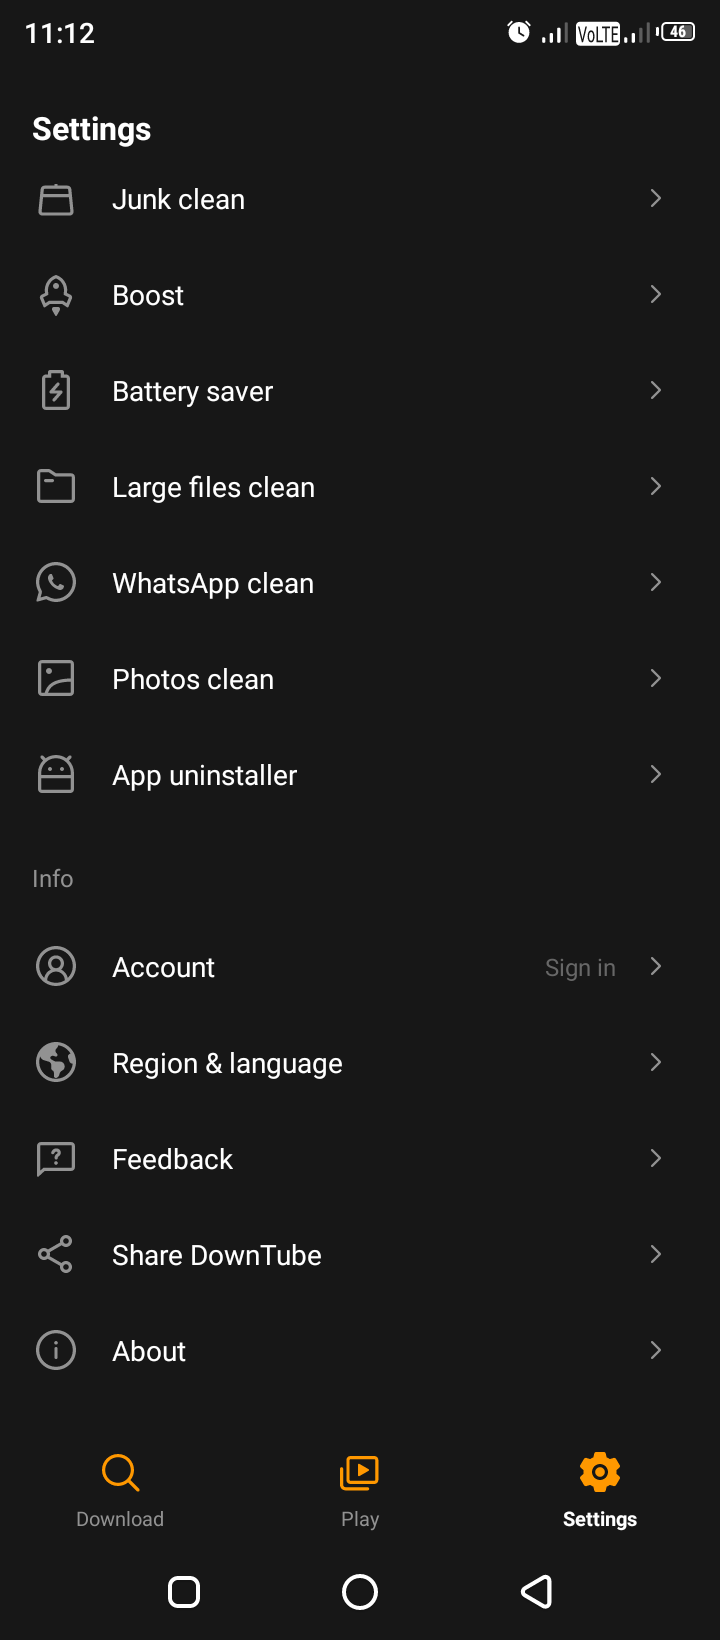 11:12
VoLTE
46
Settings
Junk clean
Boost
Battery saver
Large files clean
WhatsApp clean
Photos clean
App uninstaller
Info
Account Sign in
Region & language
Feedback
Share DownTube
About
Download Play Settings